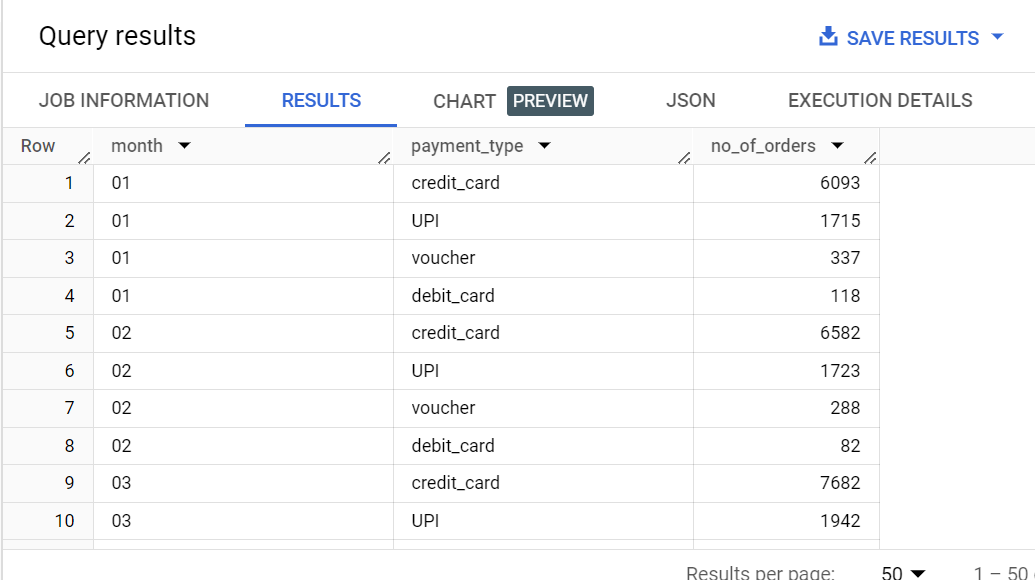 Query results SAVE RESULTS
JOB INFORMATION RESULTS CHART PREVIEW JSON EXECUTION DETAILS
Row month payment_type no_of_orders
1 01 credit_card 6093
2 01 UPI 1715
3 01 voucher 337
4 01 debit_card 118
5 02 credit_card 6582
6 02 UPI 1723
7 02 voucher 288
8 02 debit_card 82
9 03 credit_card 7682
10 03 UPI 1942
Results per page: 50 1 – 50